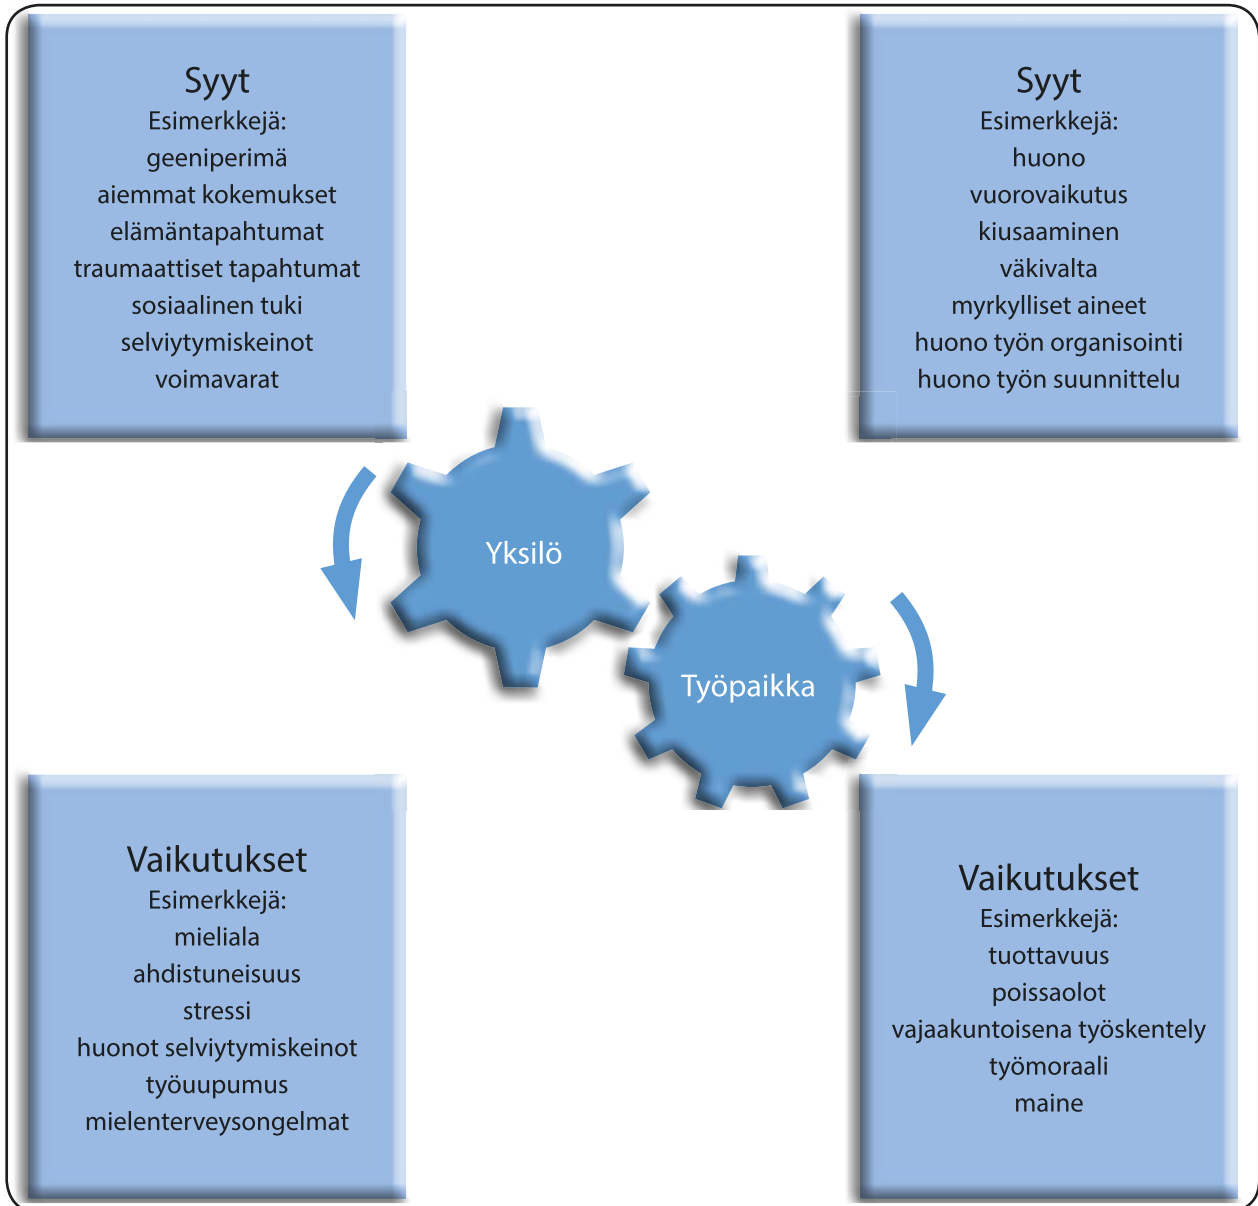 Syyt
Esimerkkejä:
geeniperimä
aiemmat kokemukset
elämäntapahtumat
traumaattiset tapahtumat
sosiaalinen tuki
selviytymiskeinot
voimavarat
Syyt
Esimerkkejä:
huono
vuorovaikutus
kiusaaminen
väkivalta
myrkylliset aineet
huono työn organisointi
huono työn suunnittelu
Yksilö
Työpaikka
Vaikutukset
Esimerkkejä:
mieliala
ahdistuneisuus
stressi
huonot selviytymiskeinot
työuupumus
mielenterveysongelmat
Vaikutukset
Esimerkkejä:
tuottavuus
poissaolot
vajaakuntoisena työskentely
työmoraali
maine